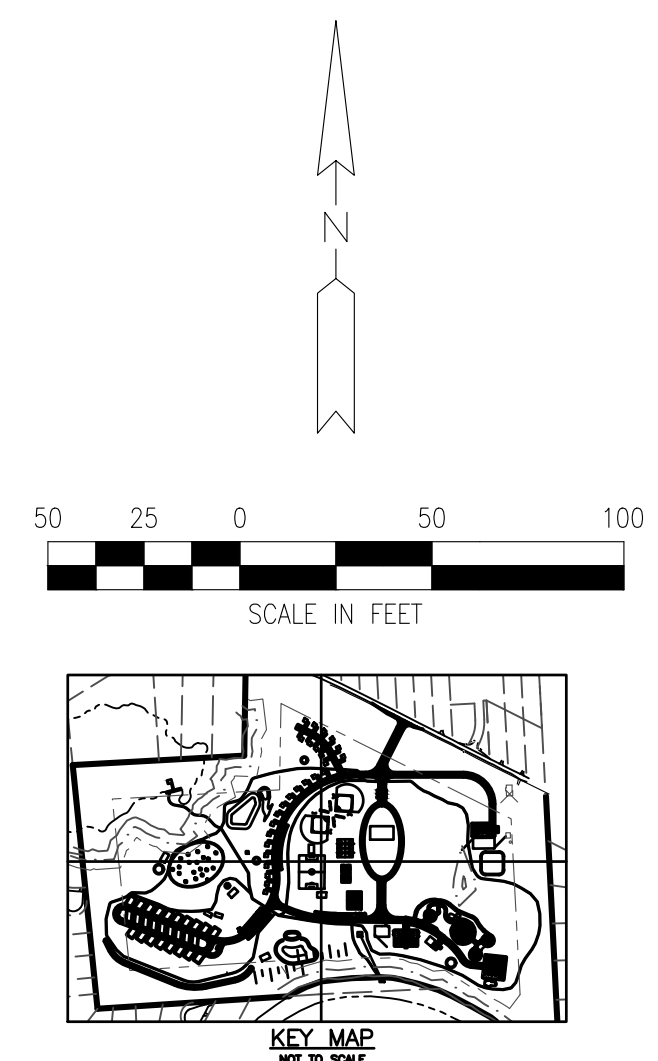 N
50 25 0 50 100
SCALE IN FEET
KEY MAP
NOT TO SCALE